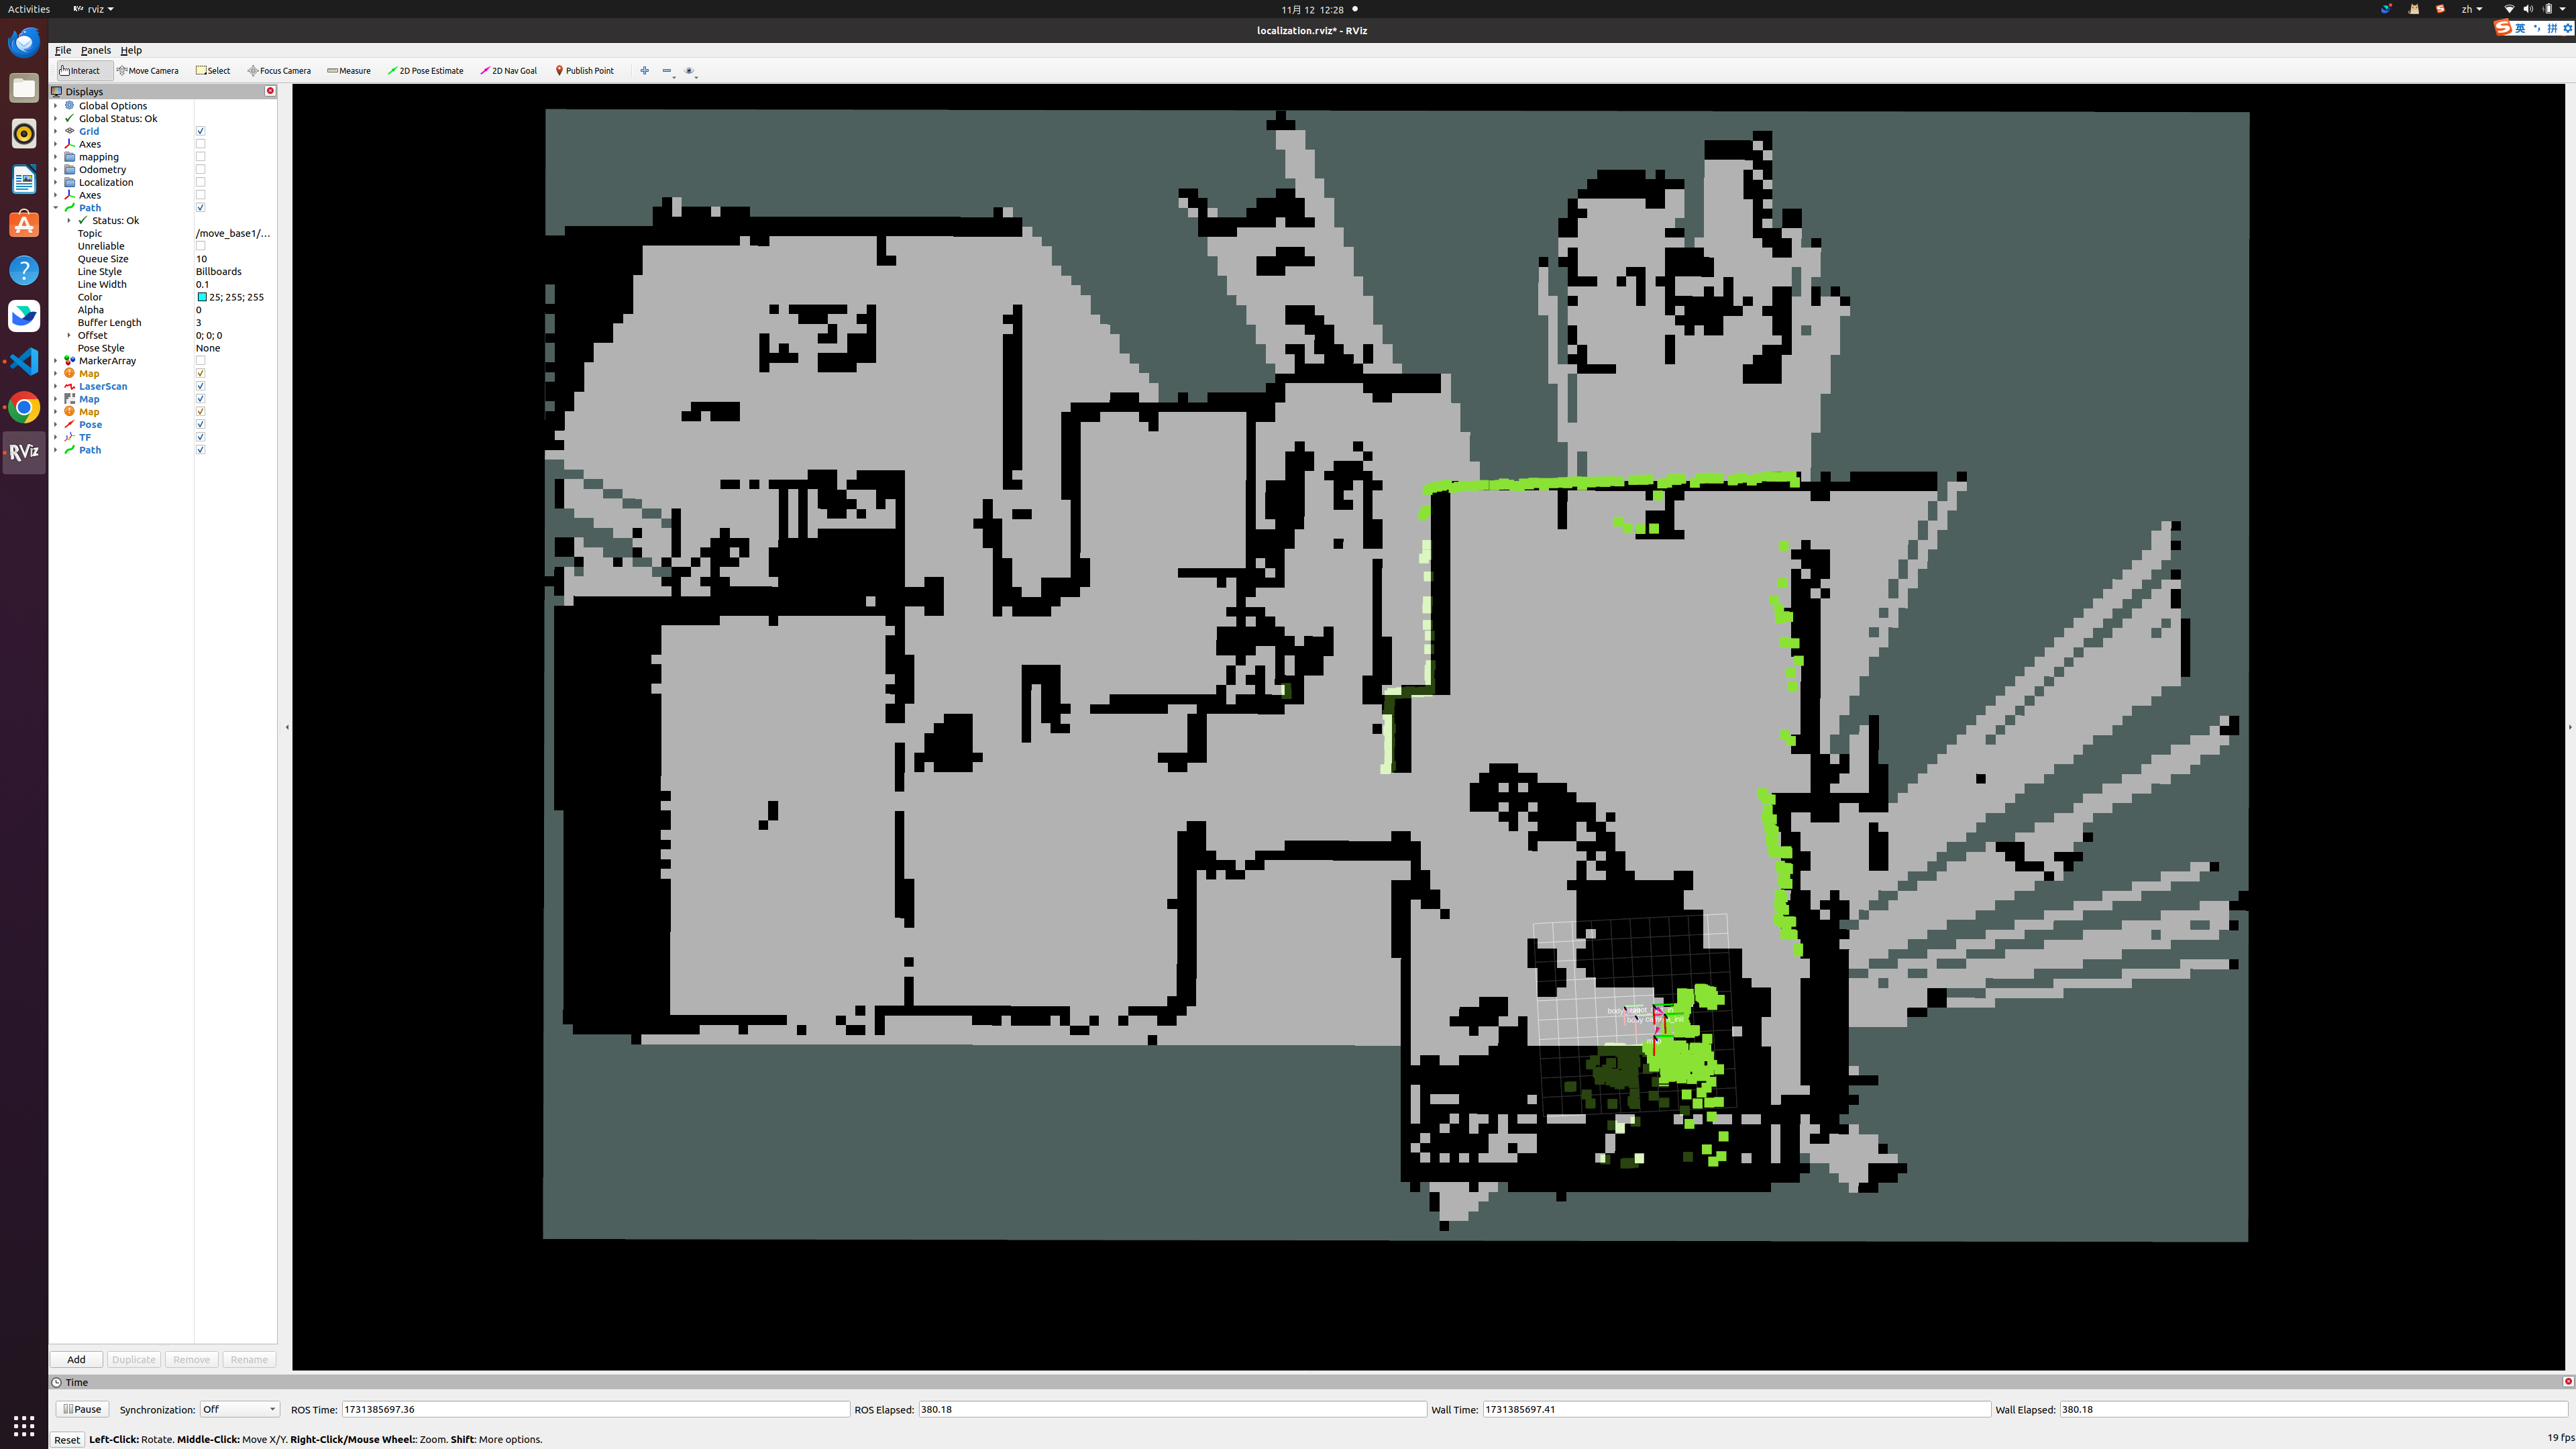 Activities
RViz
rviz
11月 12 12:28
zh
localization.rviz* - RViz
英
拼
File Panels Help
Interact Move Camera Select Focus Camera Measure 2D Pose Estimate 2D Nav Goal Publish Point
Displays
Global Options
Global Status: Ok
Grid
Axes
mapping
Odometry
Localization
Axes
Path
Status: Ok
Topic /move_base1/...
Unreliable
Queue Size 10
Line Style Billboards
Line Width 0.1
Color 25; 255; 255
Alpha 0
Buffer Length 3
Offset 0; 0; 0
Pose Style None
MarkerArray
Map
LaserScan
Map
Map
Pose
TF
Path
RViz
Add Duplicate Remove Rename
Time
Pause Synchronization: Off ROS Time: 1731385697.36 ROS Elapsed: 380.18 Wall Time: 1731385697.41 Wall Elapsed: 380.18
Reset Left-Click: Rotate. Middle-Click: Move X/Y. Right-Click/Mouse Wheel:: Zoom. Shift: More options. 19 fps